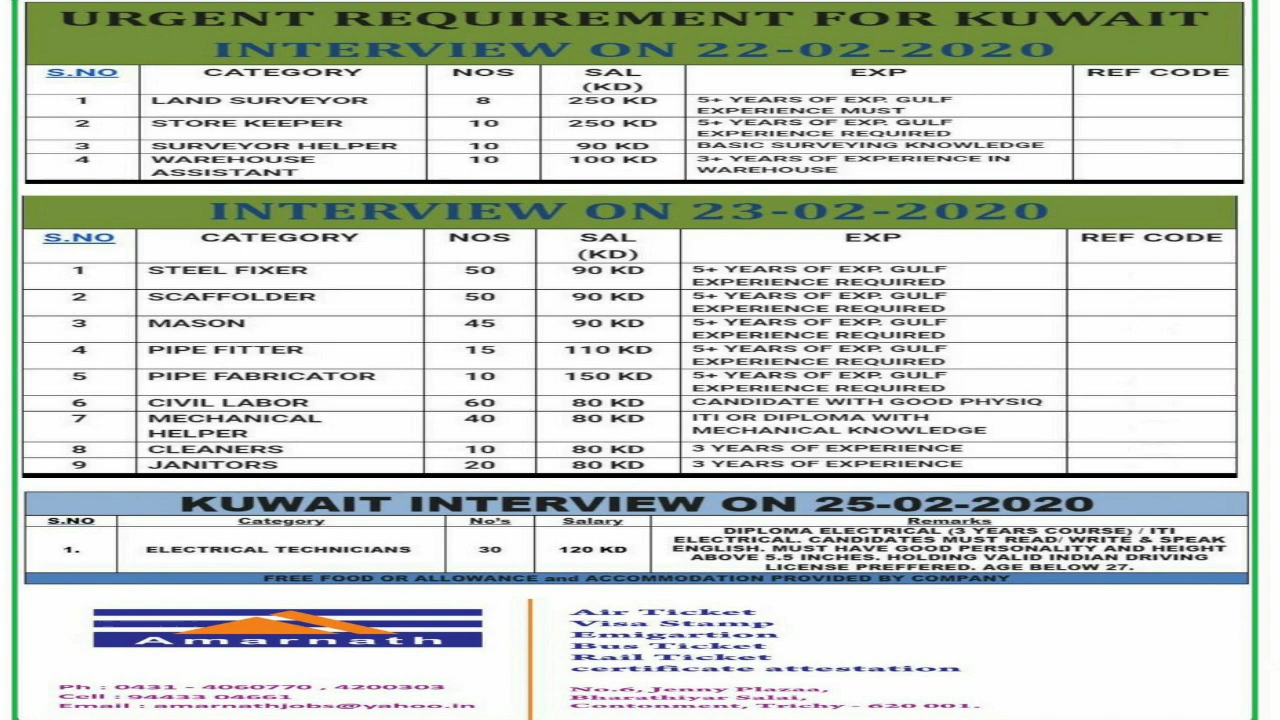 URGENT REQUIREMENT FOR KUWAIT
INTERVIEW ON 22-02-2020
S.NO CATEGORY NOS SAL (KD) EXP REF CODE
1 LAND SURVEYOR 8 250 KD 5+ YEARS OF EXP. GULF EXPERIENCE MUST
2 STORE KEEPER 10 250 KD 5+ YEARS OF EXP. GULF EXPERIENCE REQUIRED
3 SURVEYOR HELPER 10 90 KD BASIC SURVEYING KNOWLEDGE
4 WAREHOUSE ASSISTANT 10 100 KD 3+ YEARS OF EXPERIENCE IN WAREHOUSE
INTERVIEW ON 23-02-2020
S.NO CATEGORY NOS SAL (KD) EXP REF CODE
1 STEEL FIXER 50 90 KD 5+ YEARS OF EXP. GULF EXPERIENCE REQUIRED
2 SCAFFOLDER 50 90 KD 5+ YEARS OF EXP. GULF EXPERIENCE REQUIRED
3 MASON 45 90 KD 5+ YEARS OF EXP. GULF EXPERIENCE REQUIRED
4 PIPE FITTER 15 110 KD 5+ YEARS OF EXP. GULF EXPERIENCE REQUIRED
5 PIPE FABRICATOR 10 150 KD 5+ YEARS OF EXP. GULF EXPERIENCE REQUIRED
6 CIVIL LABOR 60 80 KD CANDIDATE WITH GOOD PHYSIQ
7 MECHANICAL HELPER 40 80 KD ITI OR DIPLOMA WITH MECHANICAL KNOWLEDGE
8 CLEANERS 10 80 KD 3 YEARS OF EXPERIENCE
9 JANITORS 20 80 KD 3 YEARS OF EXPERIENCE
KUWAIT INTERVIEW ON 25-02-2020
S.NO Category No's Salary Remarks
1. ELECTRICAL TECHNICIANS 30 120 KD DIPLOMA ELECTRICAL (3 YEARS COURSE) / ITI
ELECTRICAL. CANDIDATES MUST READ/ WRITE & SPEAK
ENGLISH. MUST HAVE GOOD PERSONALITY AND HEIGHT
ABOVE 5.5 INCHES. HOLDING VALID INDIAN DRIVING
LICENSE PREFFERED. AGE BELOW 27.
FREE FOOD OR ALLOWANCE and ACCOMMODATION PROVIDED BY COMPANY
Amarnath
Ph : 0431 - 4060770 , 4200303
Cell : 94433 04661
Email : amarnathjobs@yahoo.in
Air Ticket
Visa Stamp
Emigartion
Bus Ticket
Rail Ticket
certificate attestation
No.6, Jenny Plazaa,
Bharathiyar Salai,
Contonment, Trichy - 620 001.